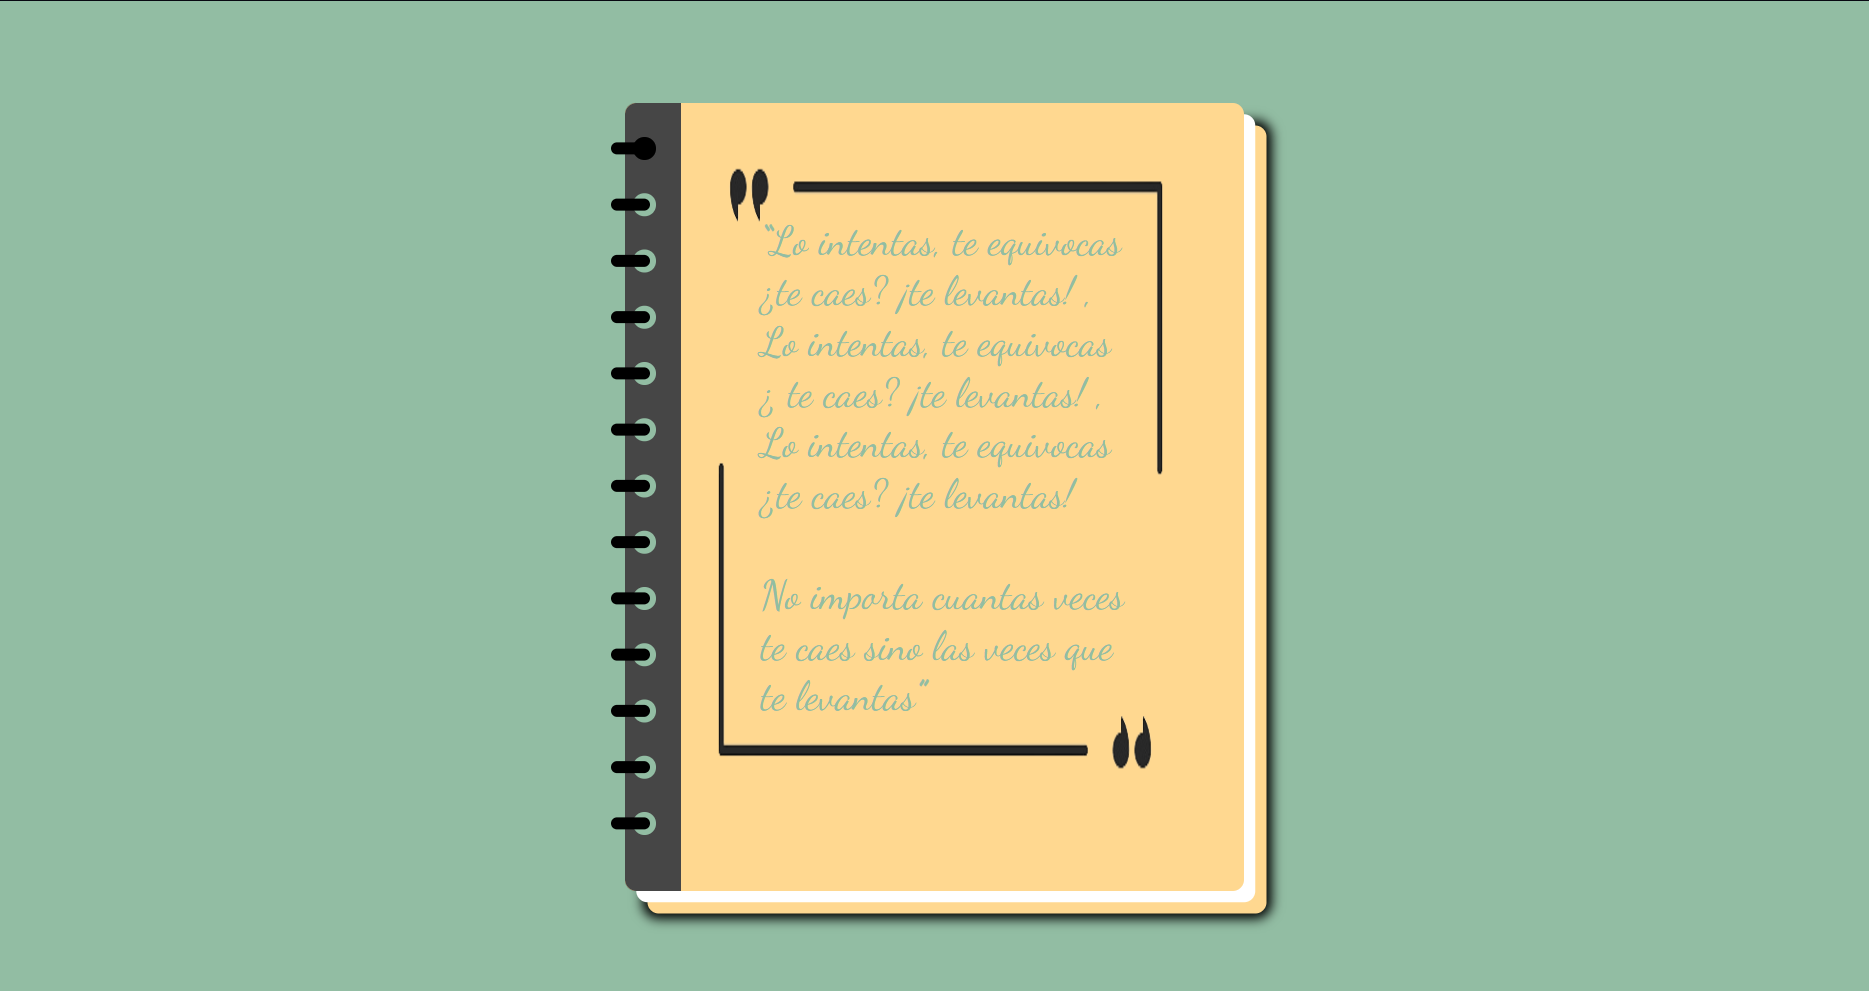 “Lo intentas, te equivocas
¿te caes? ¡te levantas! ,
Lo intentas, te equivocas
¿ te caes? ¡te levantas! ,
Lo intentas, te equivocas
¿te caes? ¡te levantas!
No importa cuantas veces
te caes sino las veces que
te levantas”